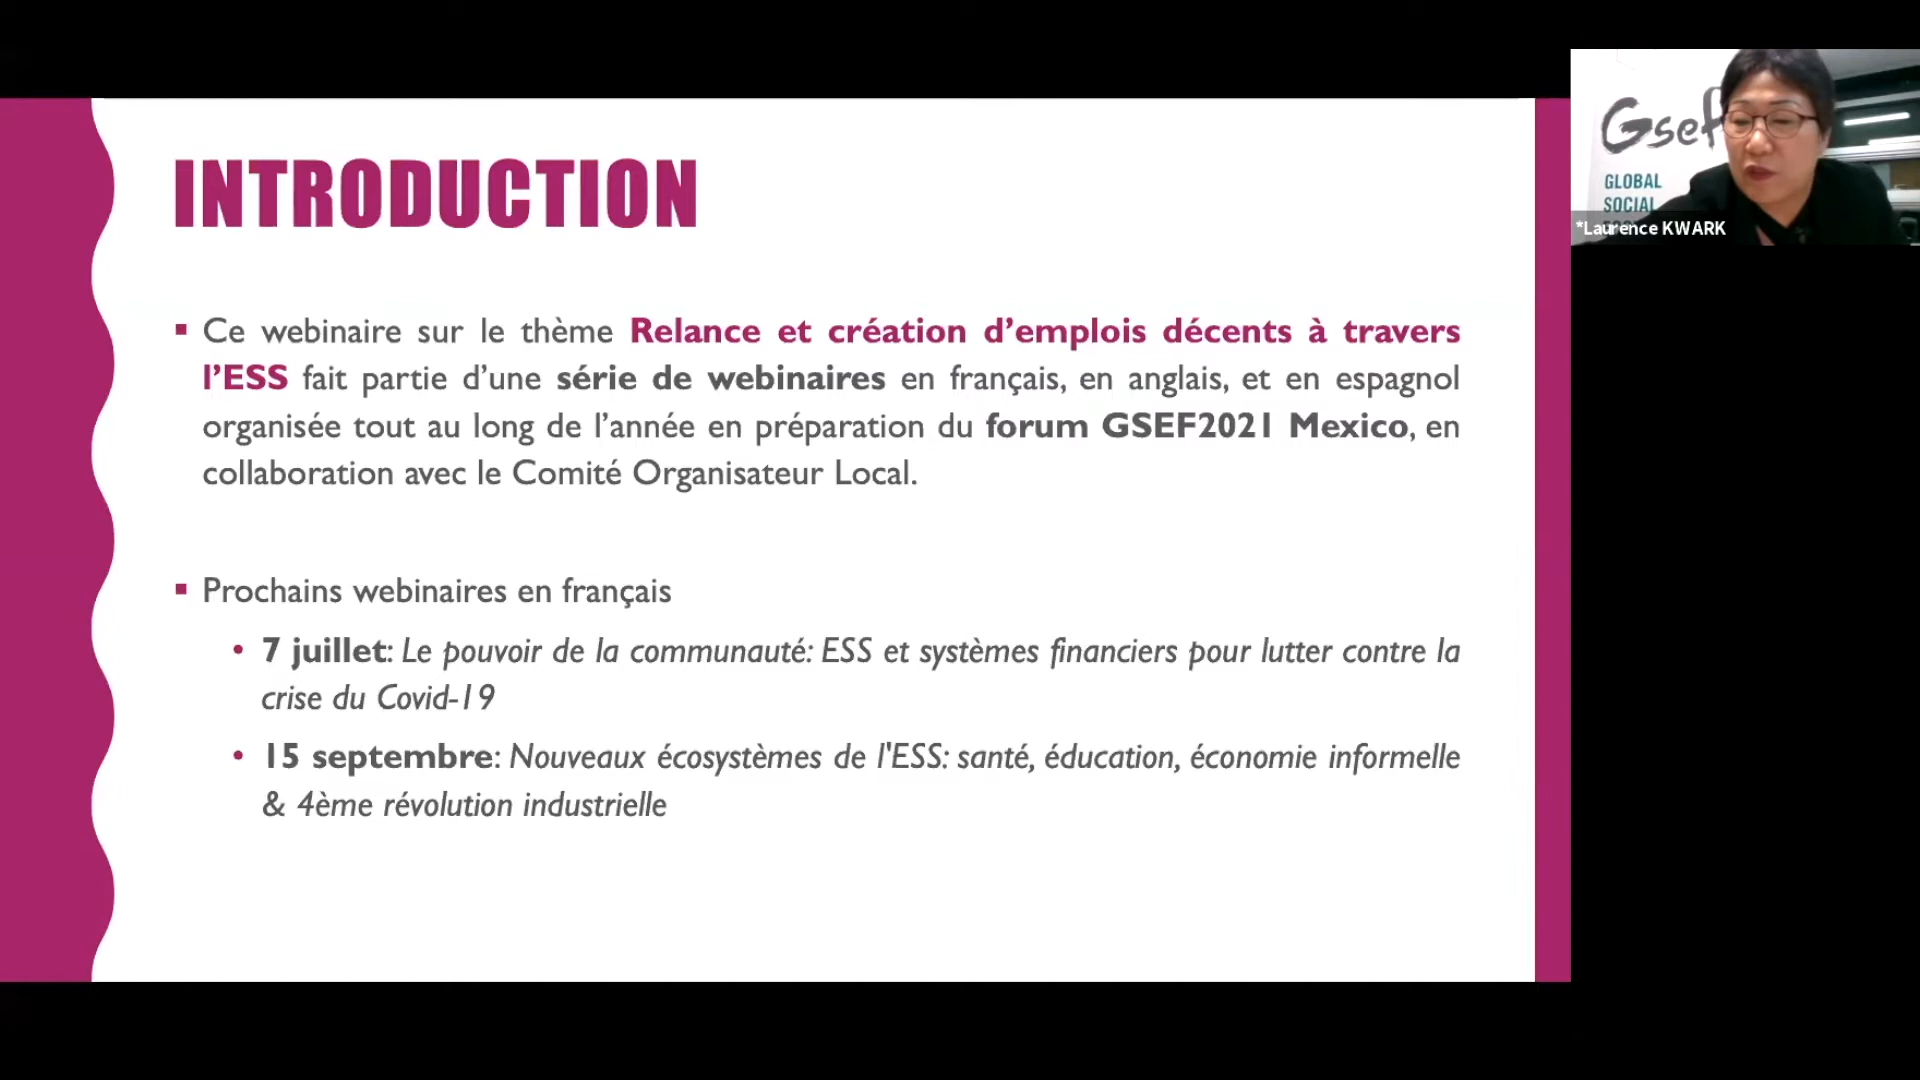 INTRODUCTION
▪ Ce webinaire sur le thème Relance et création d’emplois décents à travers
l’ESS fait partie d’une série de webinaires en français, en anglais, et en espagnol
organisée tout au long de l’année en préparation du forum GSEF2021 Mexico, en
collaboration avec le Comité Organisateur Local.
▪ Prochains webinaires en français
• 7 juillet: Le pouvoir de la communauté: ESS et systèmes financiers pour lutter contre la
crise du Covid-19
• 15 septembre: Nouveaux écosystèmes de l'ESS: santé, éducation, économie informelle
& 4ème révolution industrielle
Gsef
GLOBAL
SOCIAL
*Laurence KWARK